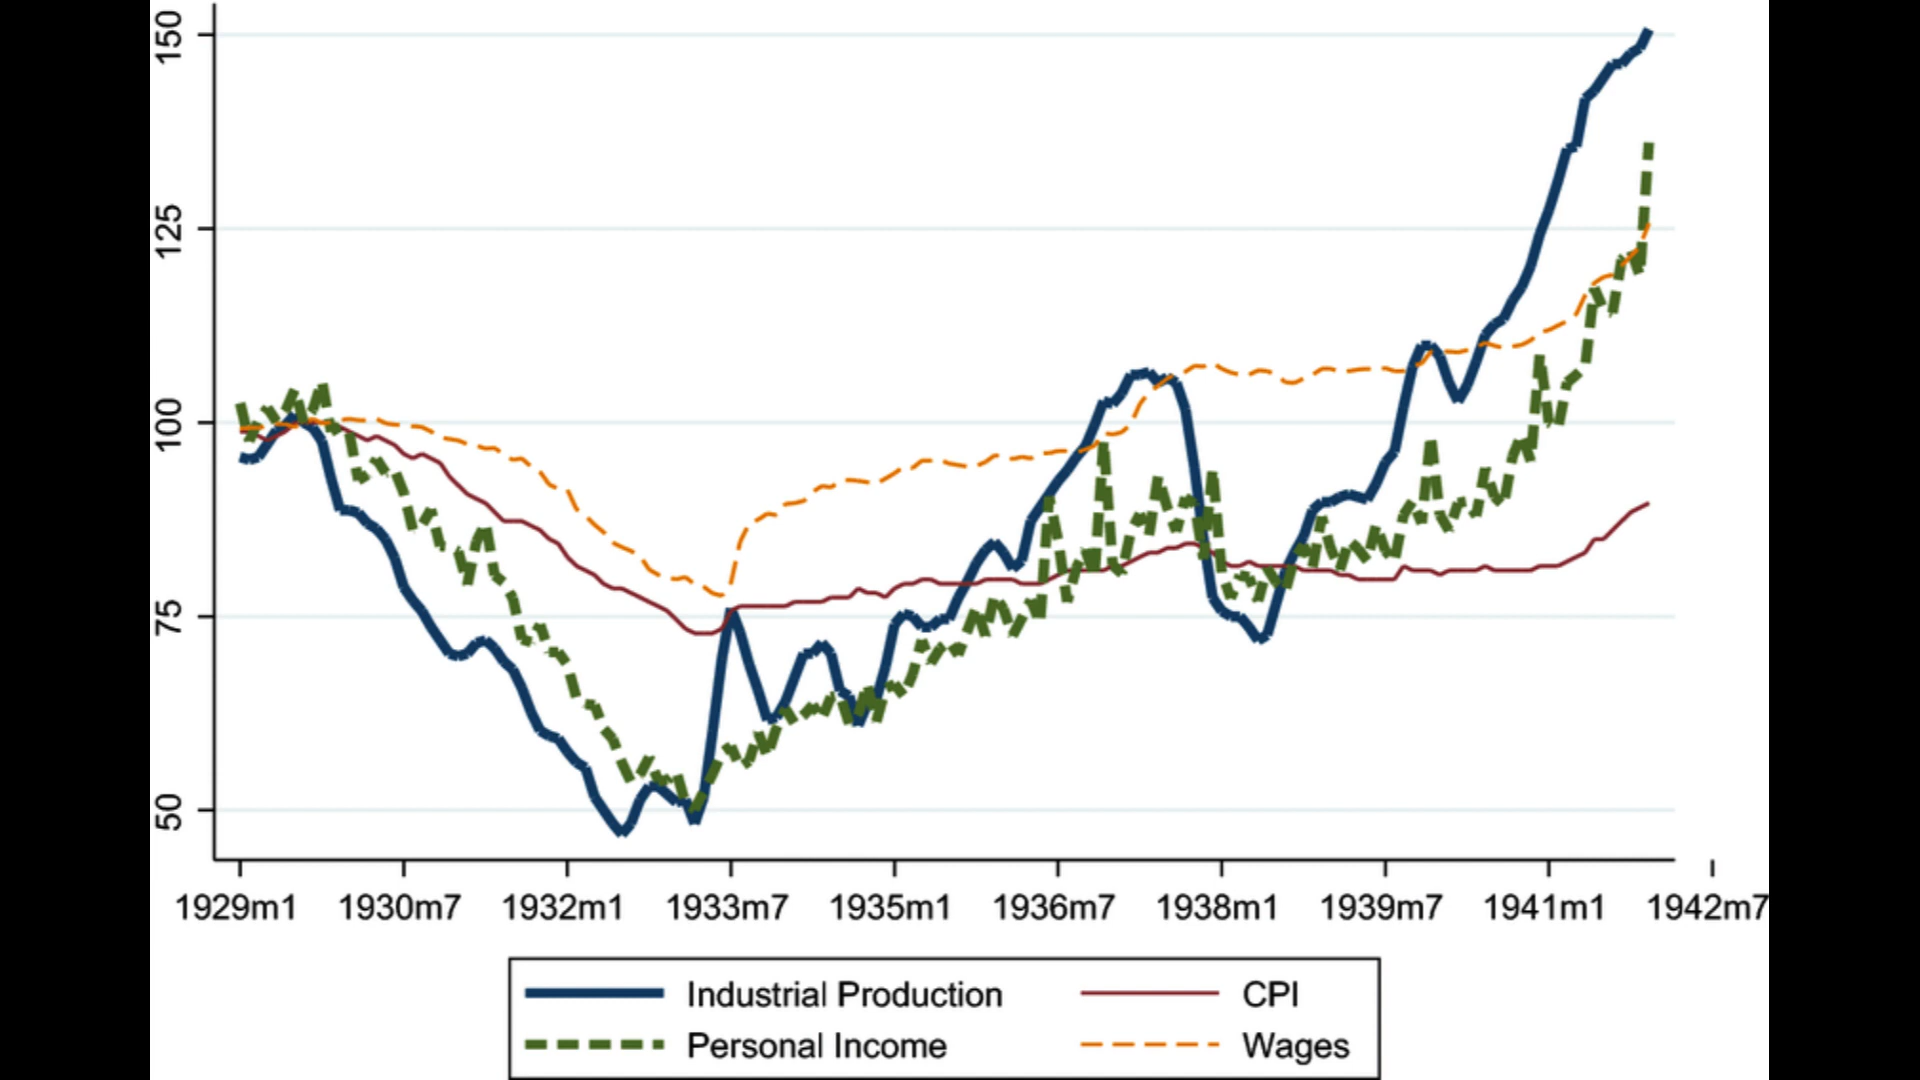 150
125
100
75
50
1929m1 1930m7 1932m1 1933m7 1935m1 1936m7 1938m1 1939m7 1941m1 1942m7
Industrial Production CPI
Personal Income Wages